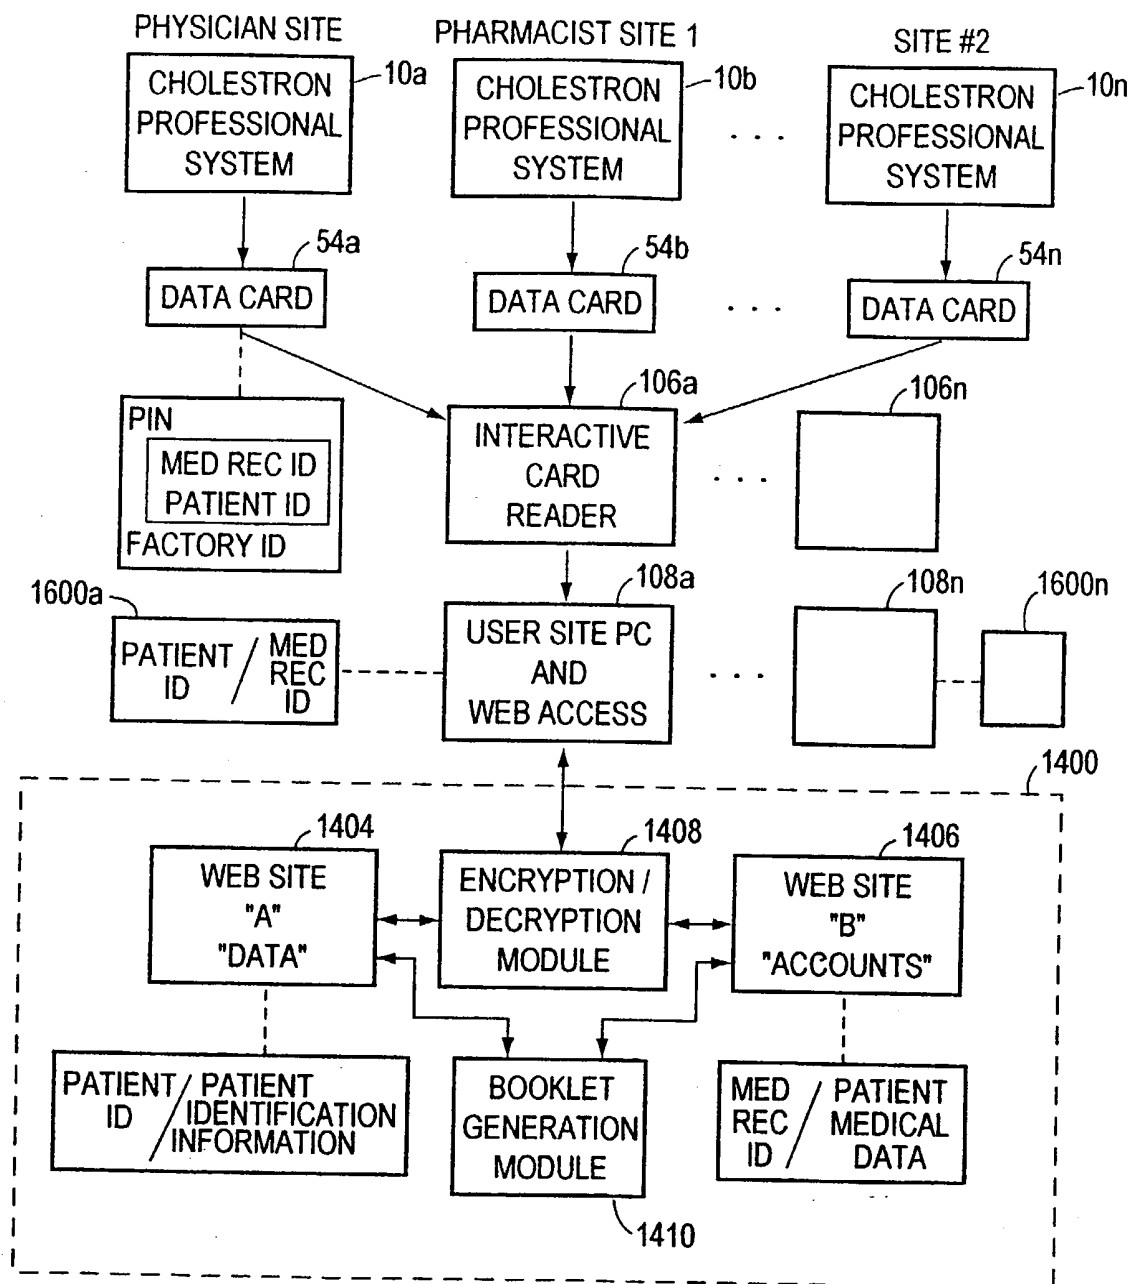 PHYSICIAN SITE
PHARMACIST SITE 1
SITE #2
CHOLESTRON
PROFESSIONAL
SYSTEM
10a
CHOLESTRON
PROFESSIONAL
SYSTEM
10b
. . .
CHOLESTRON
PROFESSIONAL
SYSTEM
10n
54a
DATA CARD
54b
DATA CARD
. . .
54n
DATA CARD
PIN
MED REC ID
PATIENT ID
FACTORY ID
106a
INTERACTIVE
CARD
READER
. . .
106n
1600a
PATIENT
ID
/
MED
REC
ID
108a
USER SITE PC
AND
WEB ACCESS
. . .
108n
1600n
1400
1404
WEB SITE
"A"
"DATA"
1408
ENCRYPTION /
DECRYPTION
MODULE
1406
WEB SITE
"B"
"ACCOUNTS"
PATIENT
ID
/
PATIENT
IDENTIFICATION
INFORMATION
BOOKLET
GENERATION
MODULE
1410
MED
REC
ID
/
PATIENT
MEDICAL
DATA